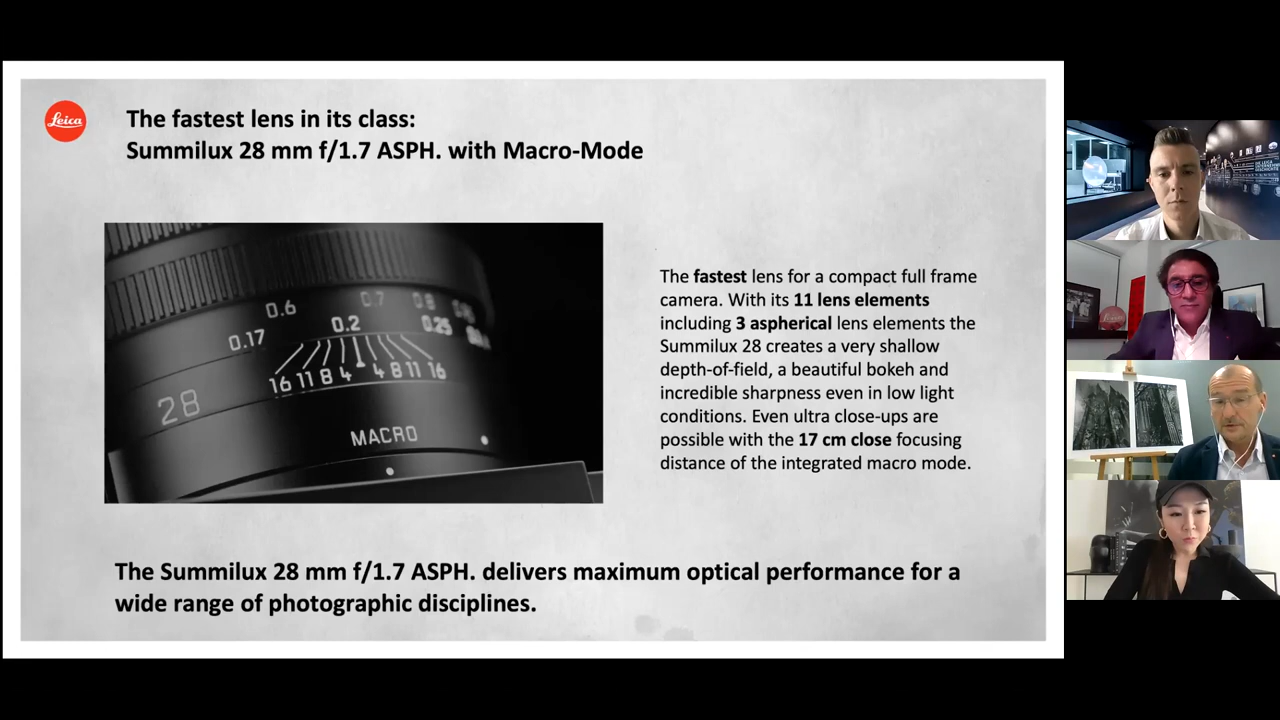 Leica
The fastest lens in its class:
Summilux 28 mm f/1.7 ASPH. with Macro-Mode
0.6 0.7 0.9
0.17 0.2 0.25
16 11 8 4 4 8 11 16
28
MACRO
The fastest lens for a compact full frame
camera. With its 11 lens elements
including 3 aspherical lens elements the
Summilux 28 creates a very shallow
depth-of-field, a beautiful bokeh and
incredible sharpness even in low light
conditions. Even ultra close-ups are
possible with the 17 cm close focusing
distance of the integrated macro mode.
The Summilux 28 mm f/1.7 ASPH. delivers maximum optical performance for a
wide range of photographic disciplines.